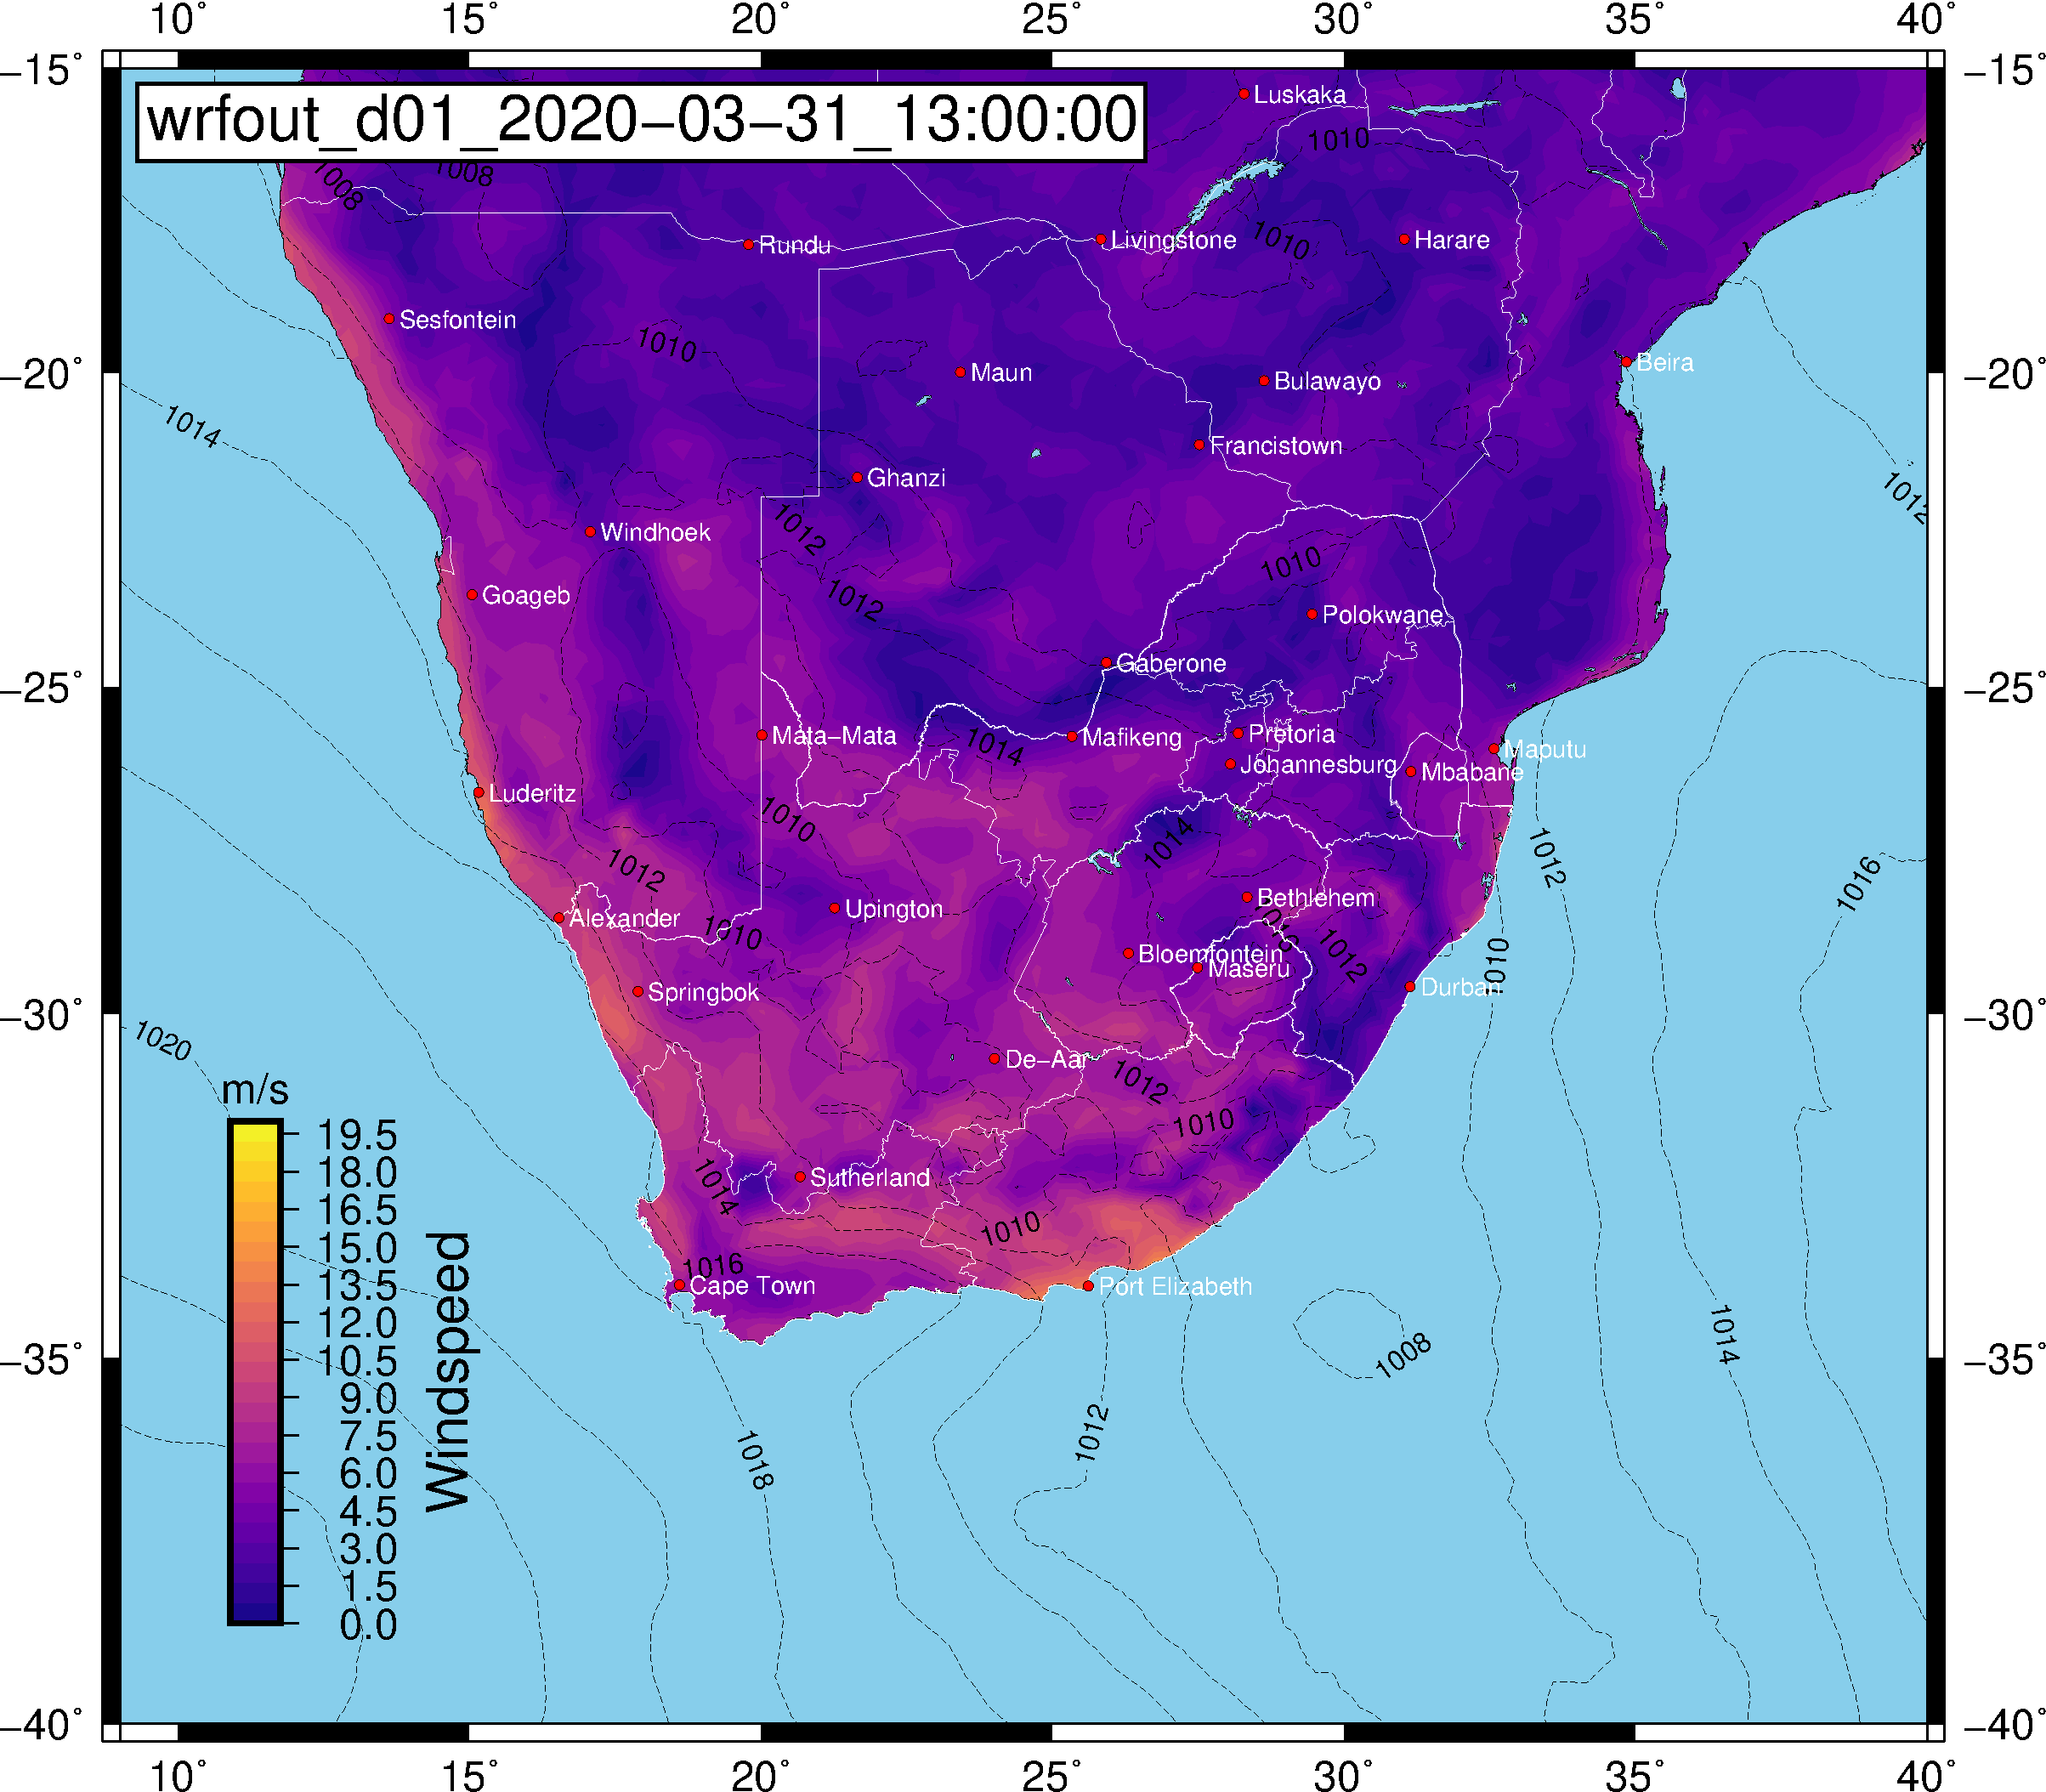 10° 15° 20° 25° 30° 35° 40°
−15° −15°
wrfout_d01_2020−03−31_13:00:00
Luskaka
1010
1008 1008
Rundu Livingstone 1010 Harare
Sesfontein
1010
Beira
−20° Maun Bulawayo −20°
1014
Francistown
Ghanzi
1012
1012
Windhoek
1010
1012
Goageb
Polokwane
Gaberone
−25° −25°
Mata−Mata 1014 Mafikeng Pretoria
Maputu
Johannesburg Mbabane
Luderitz
1010
1014
1012
1012
1016
Bethlehem
Alexander Upington
1010
1012
1010
Bloemfontein
Maseru
Springbok Durban
−30° −30°
1020
De−Aar
1012
1010
m/s
19.5
18.0
16.5
15.0
13.5
12.0
10.5
9.0
7.5
6.0
4.5
3.0
1.5
0.0
Windspeed
Sutherland
1014
1010
1016
Cape Town Port Elizabeth
1014
1008
−35° −35°
1012
1018
−40° −40°
10° 15° 20° 25° 30° 35° 40°